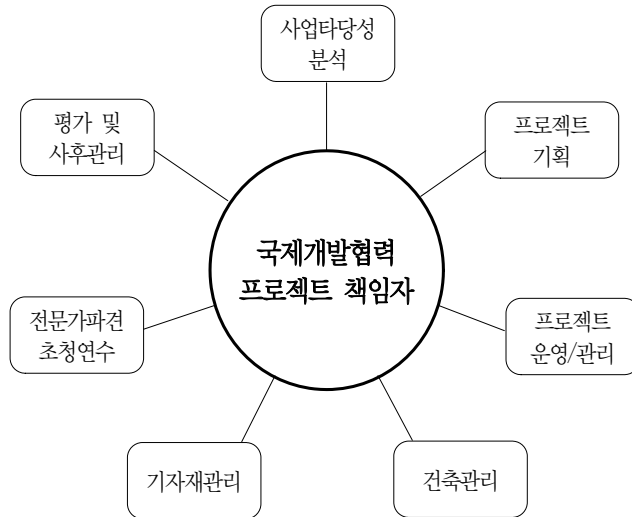 사업타당성
분석
평가 및
사후관리
프로젝트
기획
국제개발협력
프로젝트 책임자
전문가파견
초청연수
프로젝트
운영/관리
기자재관리
건축관리